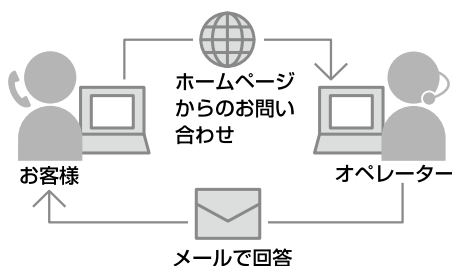 ホームページ
からのお問い
合わせ
お客様
オペレーター
メールで回答